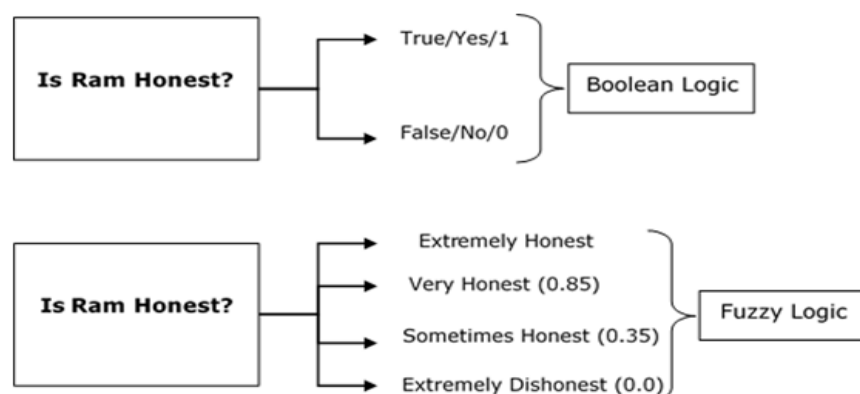 Is Ram Honest?
True/Yes/1
False/No/0
Boolean Logic
Is Ram Honest?
Extremely Honest
Very Honest (0.85)
Sometimes Honest (0.35)
Extremely Dishonest (0.0)
Fuzzy Logic